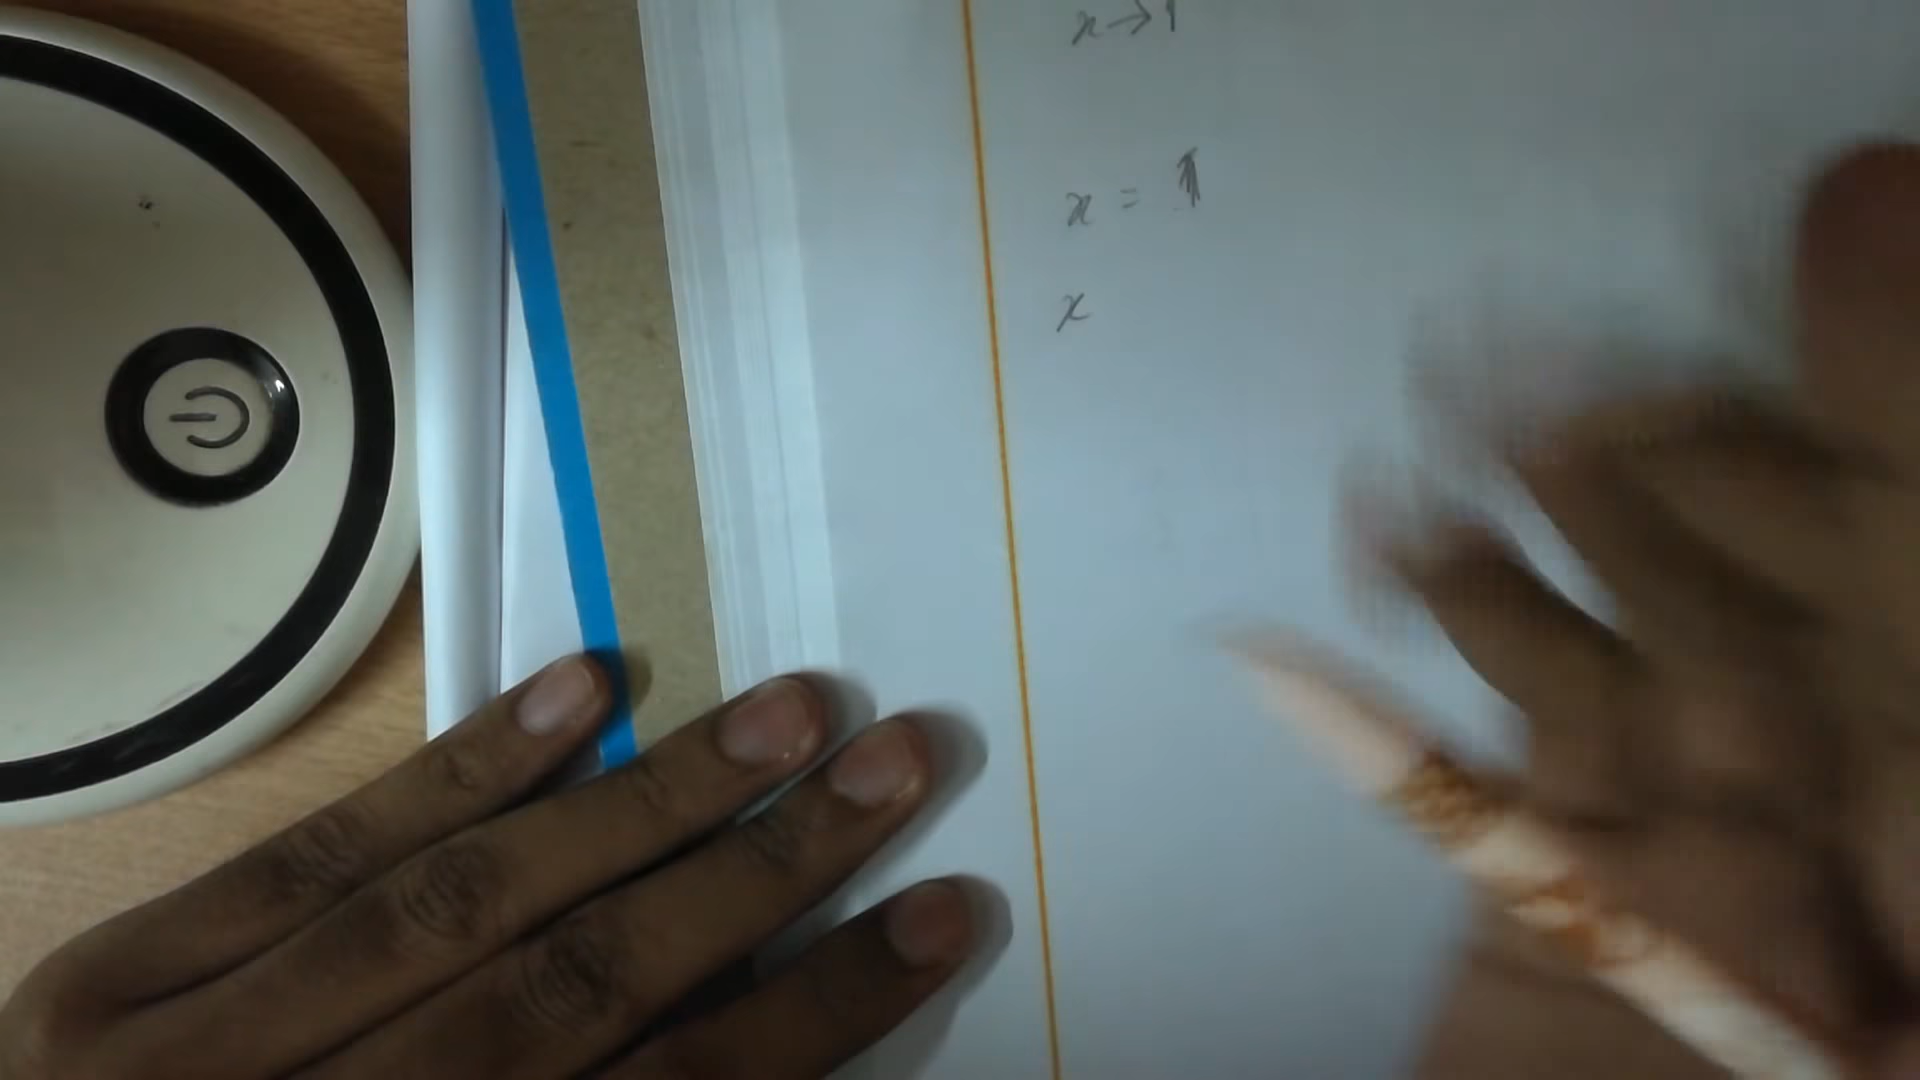 x→1
x = 1
x